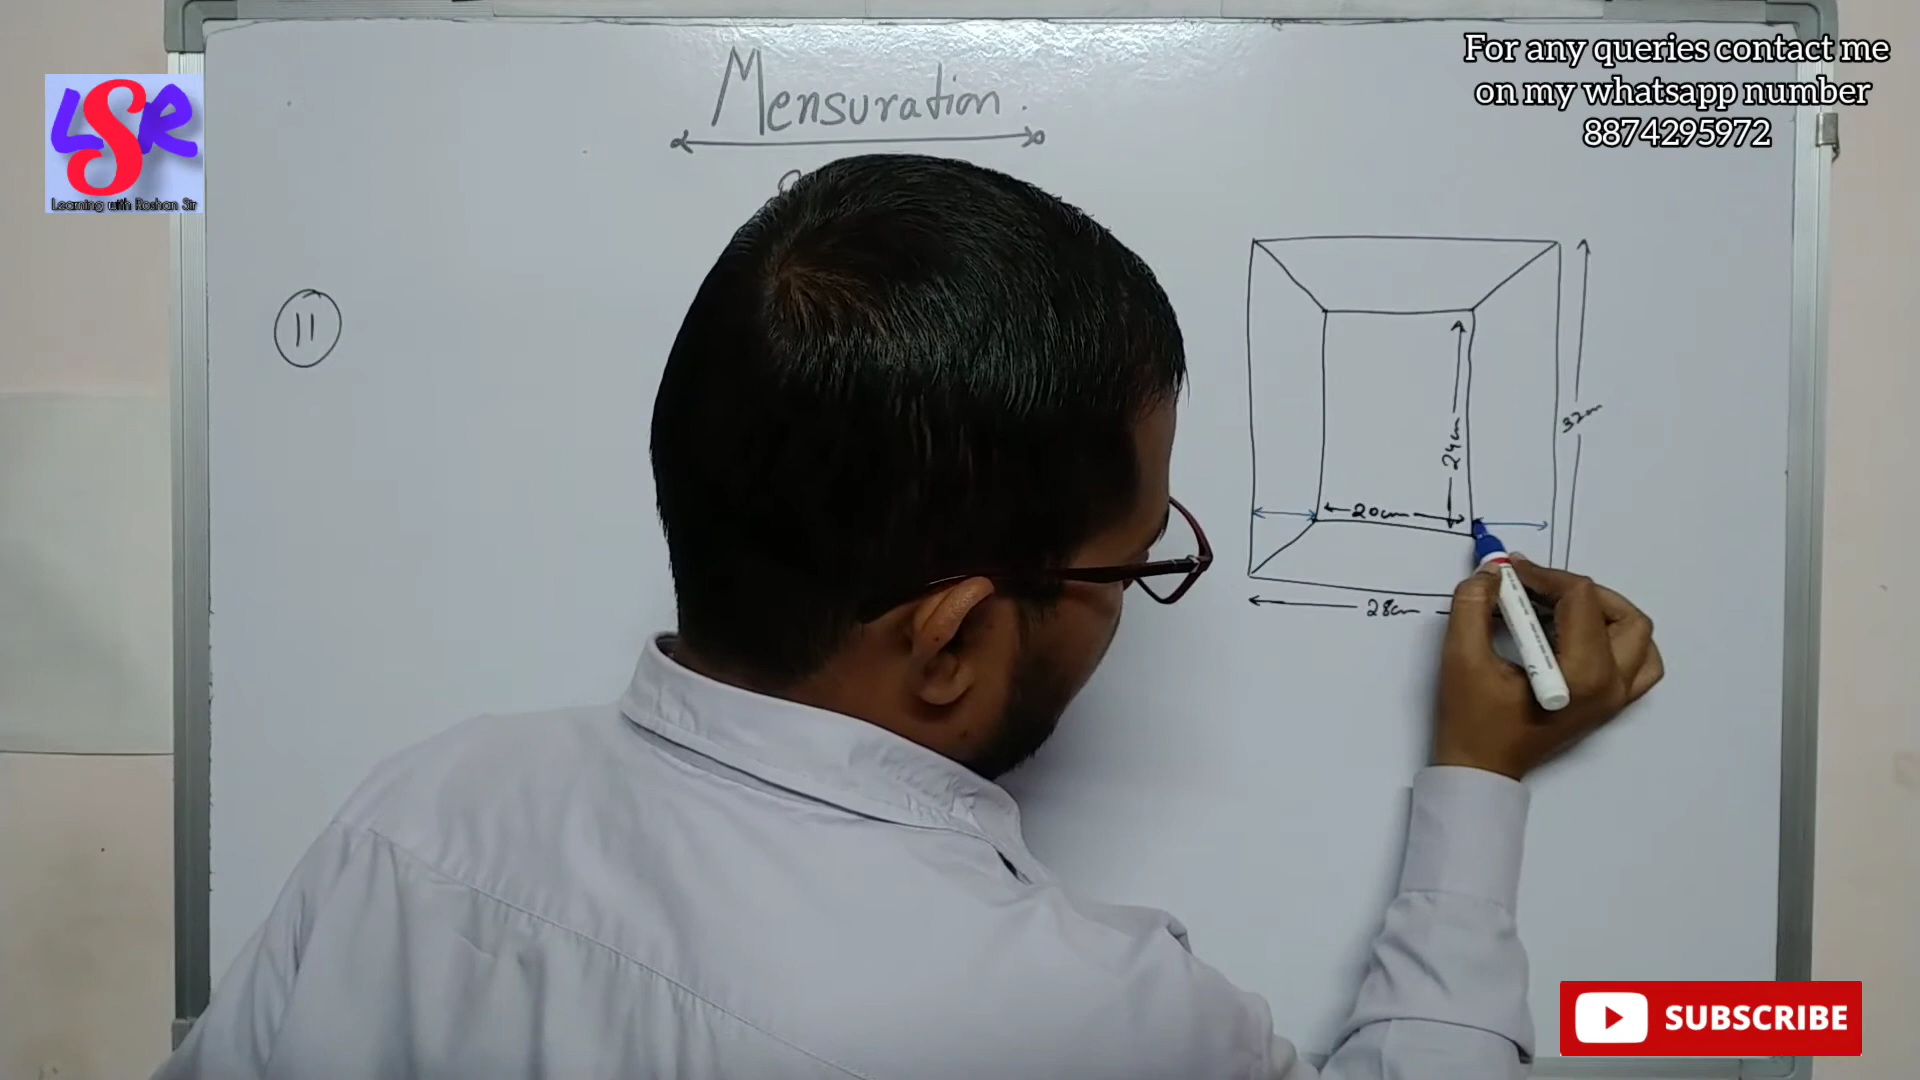 For any queries contact me
on my whatsapp number
8874295972
LSR
Learning with Roshan Sir
Mensuration.
11
24cm
32cm
20cm
28cm
SUBSCRIBE